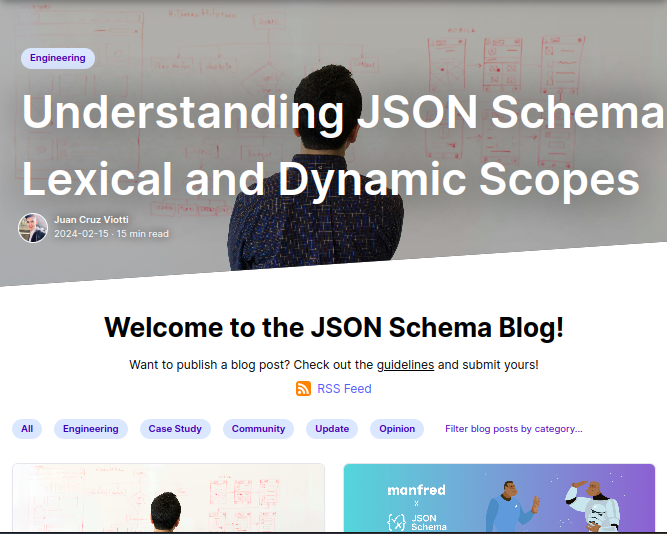 Engineering
Understanding JSON Schema
Lexical and Dynamic Scopes
Juan Cruz Viotti
2024-02-15 · 15 min read
Welcome to the JSON Schema Blog!
Want to publish a blog post? Check out the guidelines and submit yours!
RSS Feed
All Engineering Case Study Community Update Opinion Filter blog posts by category...
manfred
x
JSON
Schema